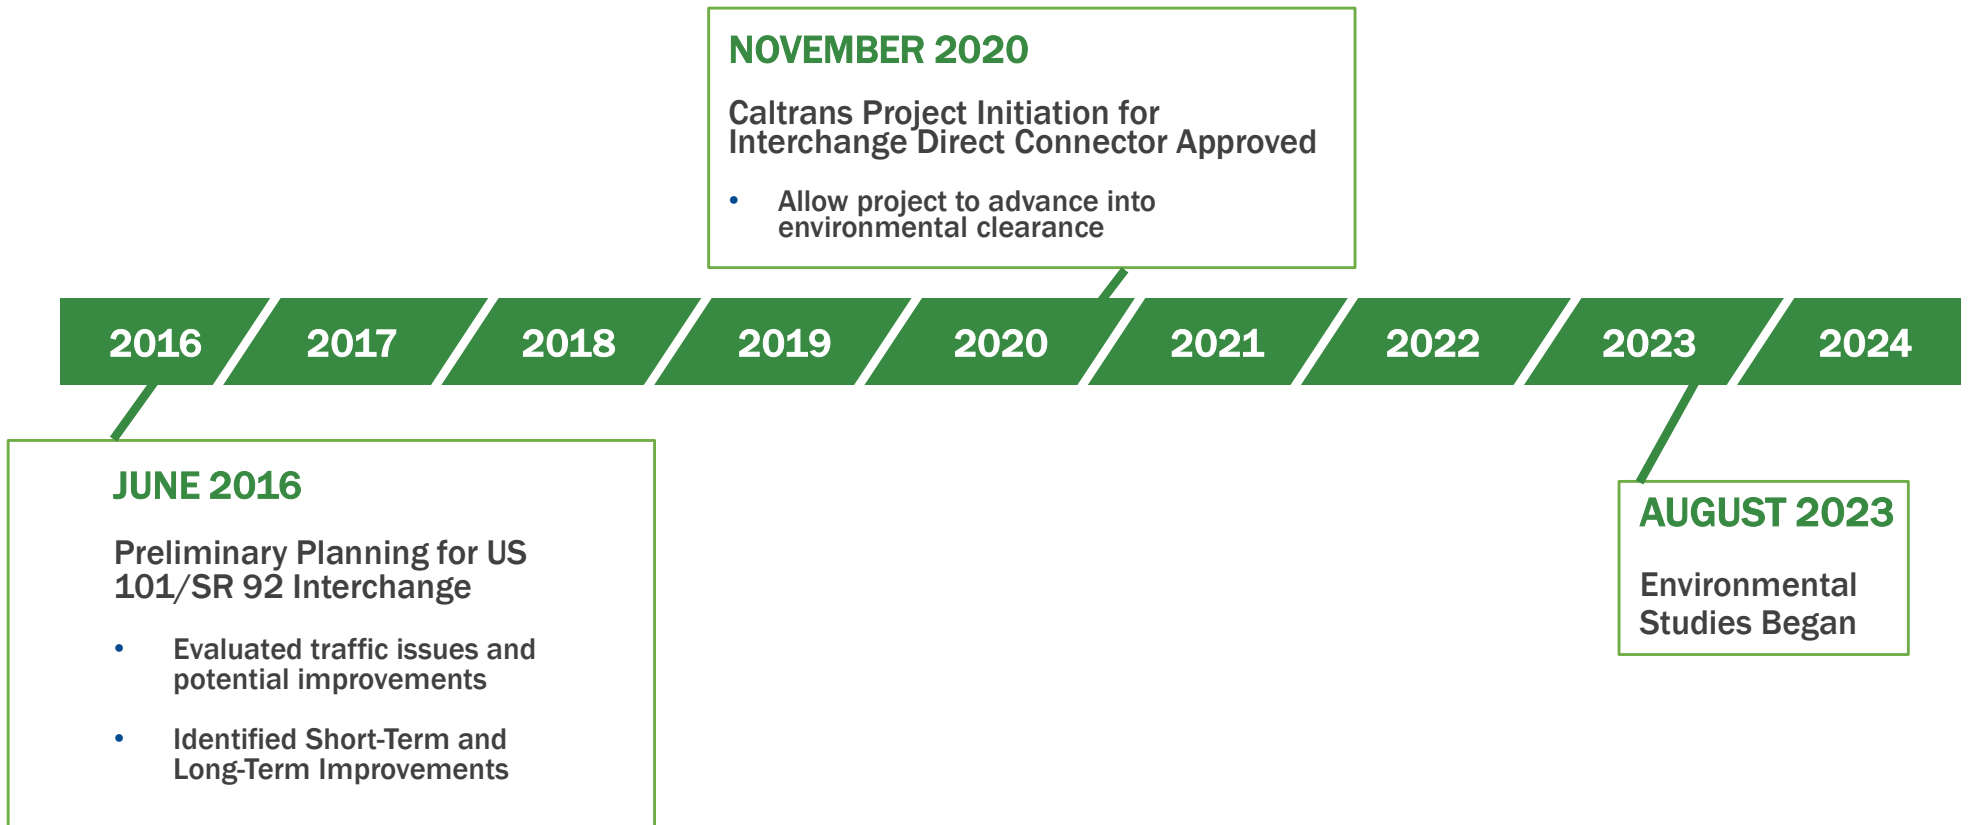 NOVEMBER 2020
Caltrans Project Initiation for
Interchange Direct Connector Approved
• Allow project to advance into
environmental clearance
2016 2017 2018 2019 2020 2021 2022 2023 2024
JUNE 2016
Preliminary Planning for US
101/SR 92 Interchange
• Evaluated traffic issues and
potential improvements
• Identified Short-Term and
Long-Term Improvements
AUGUST 2023
Environmental
Studies Began